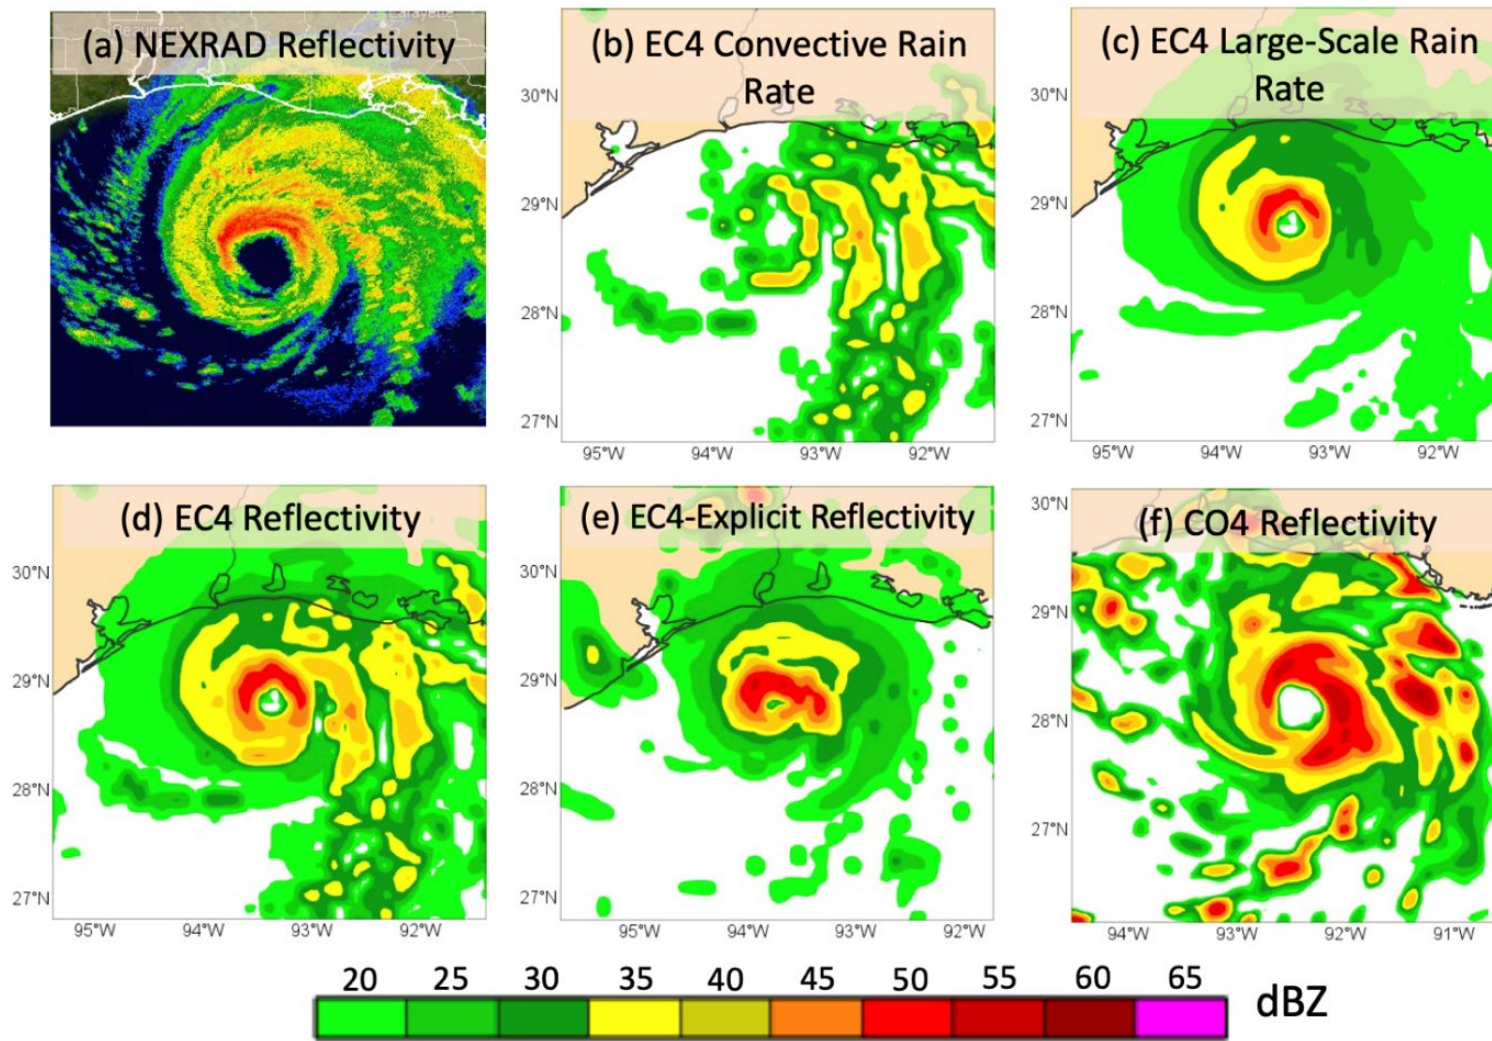 Lafayette
Beaumont
(a) NEXRAD Reflectivity
(b) EC4 Convective Rain
Rate
(c) EC4 Large-Scale Rain
Rate
30°N
29°N
28°N
27°N
95°W 94°W 93°W 92°W
30°N
29°N
28°N
27°N
95°W 94°W 93°W 92°W
(d) EC4 Reflectivity
(e) EC4-Explicit Reflectivity
(f) CO4 Reflectivity
30°N
29°N
28°N
27°N
95°W 94°W 93°W 92°W
30°N
29°N
28°N
27°N
95°W 94°W 93°W 92°W
30°N
29°N
28°N
27°N
94°W 93°W 92°W 91°W
20 25 30 35 40 45 50 55 60 65
dBZ